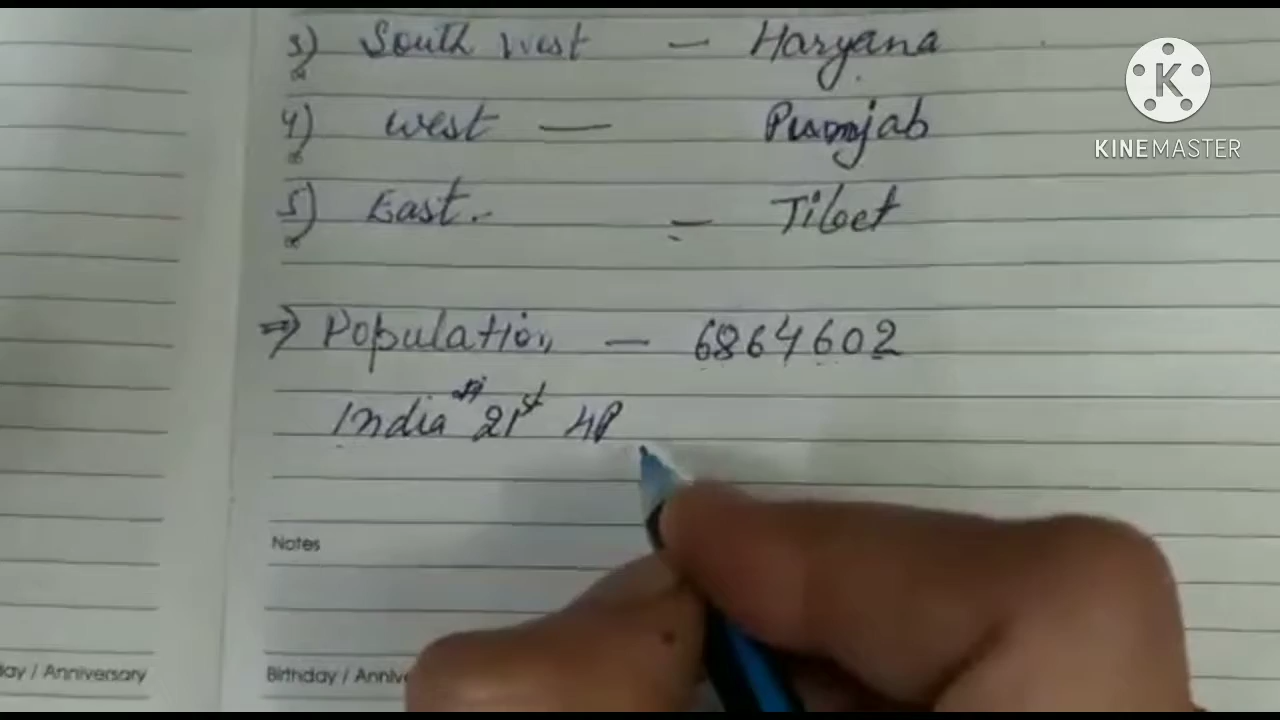 3) South West – Haryana
4) West — Punjab
5) East. – Tibet
⇒ Population – 6864602
India 21st HP
Notes
day / Anniversary
Birthday / Anniv
K
KINEMASTER